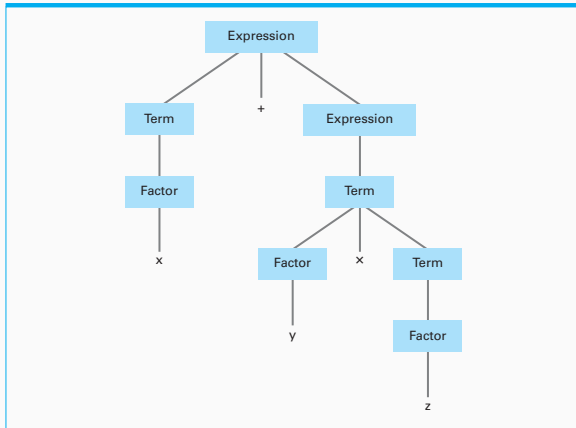 Expression
+
Term
Expression
Factor
Term
x
Factor
×
Term
y
Factor
z